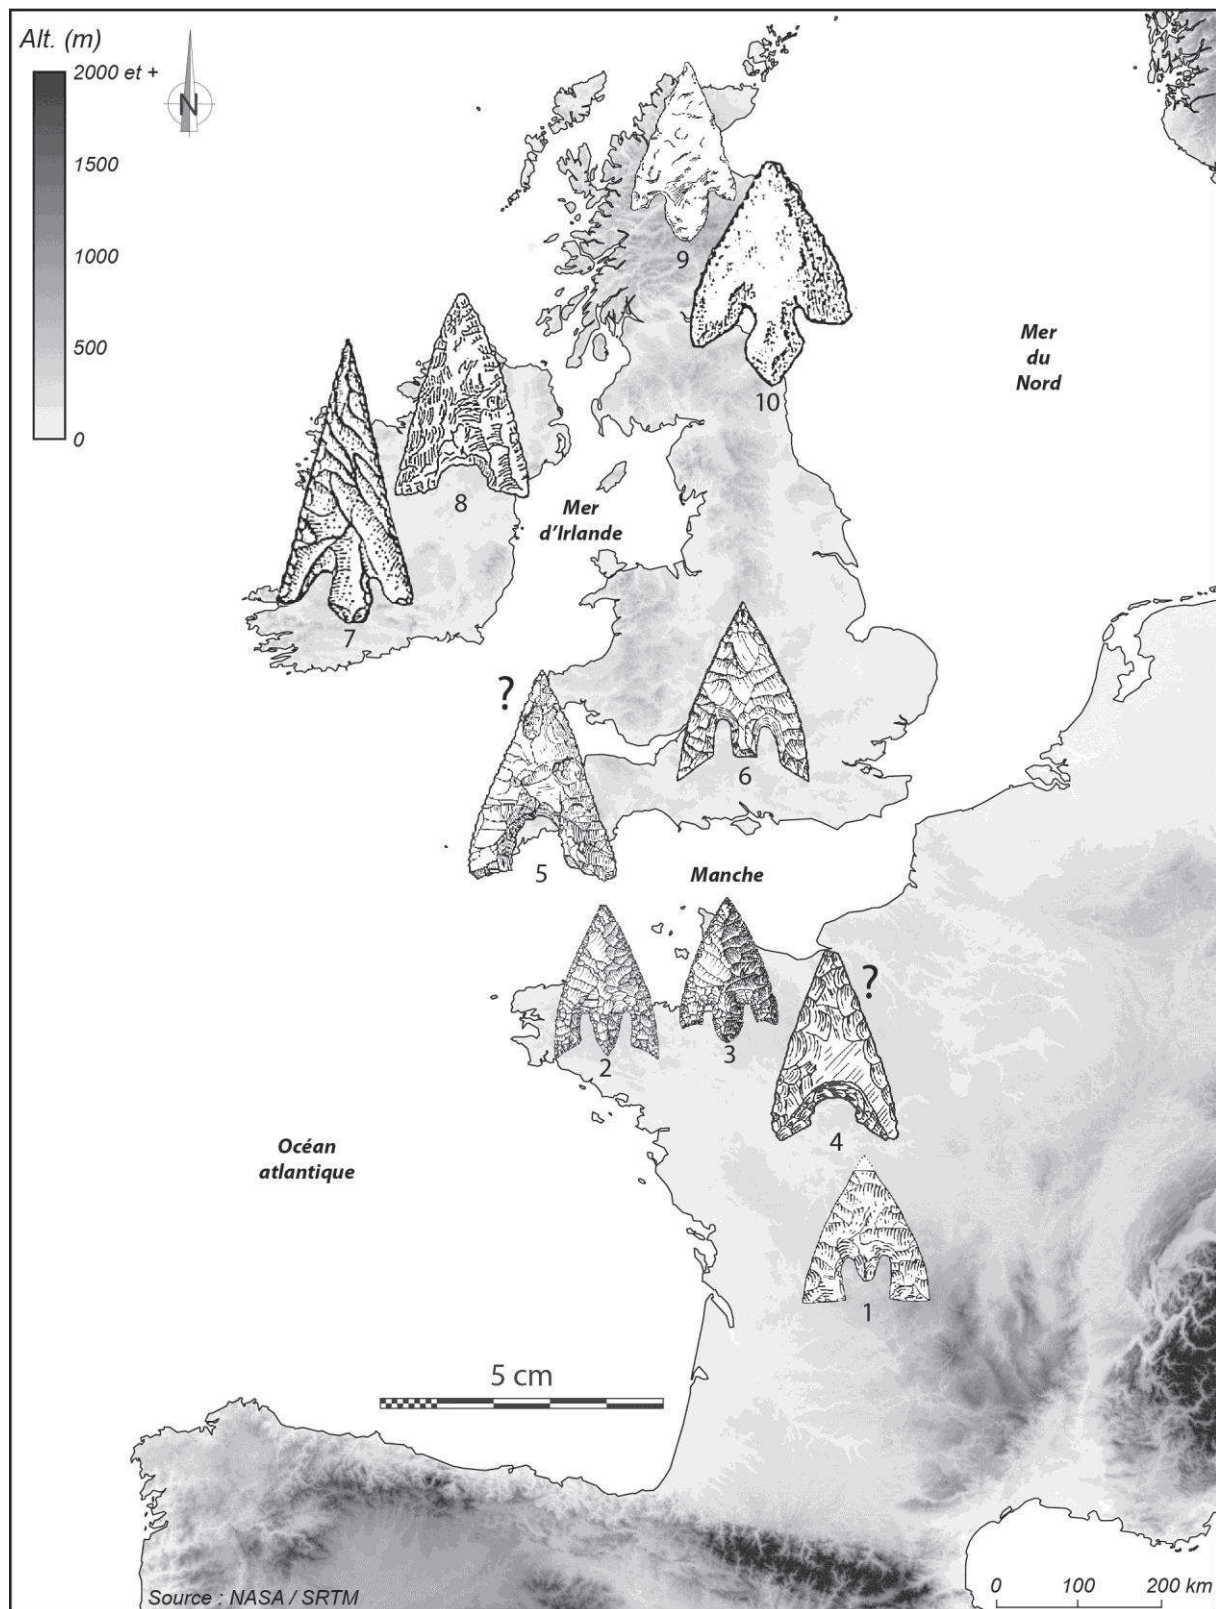 Alt. (m)
2000 et +
1500
1000
500
0
N
9
10
Mer
du
Nord
8
7
Mer
d'Irlande
?
6
5
Manche
?
2
3
4
Océan
atlantique
1
5 cm
Source : NASA / SRTM
0 100 200 km